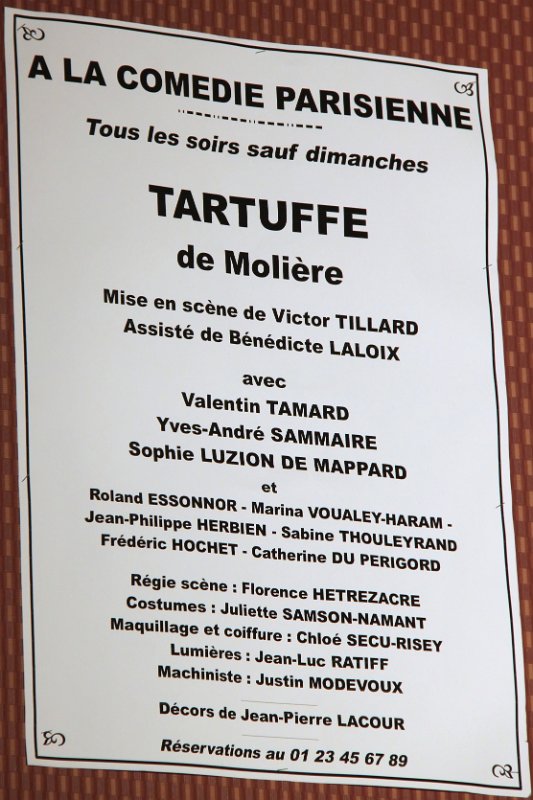 A LA COMEDIE PARISIENNE
Tous les soirs sauf dimanches
TARTUFFE
de Molière
Mise en scène de Victor TILLARD
Assisté de Bénédicte LALOIX
avec
Valentin TAMARD
Yves-André SAMMAIRE
Sophie LUZION DE MAPPARD
et
Roland ESSONNOR - Marina VOUALEY-HARAM -
Jean-Philippe HERBIEN - Sabine THOULEYRAND
Frédéric HOCHET - Catherine DU PERIGORD
Régie scène : Florence HETREZACRE
Costumes : Juliette SAMSON-NAMANT
Maquillage et coiffure : Chloé SECU-RISEY
Lumières : Jean-Luc RATIFF
Machiniste : Justin MODEVOUX
Décors de Jean-Pierre LACOUR
Réservations au 01 23 45 67 89